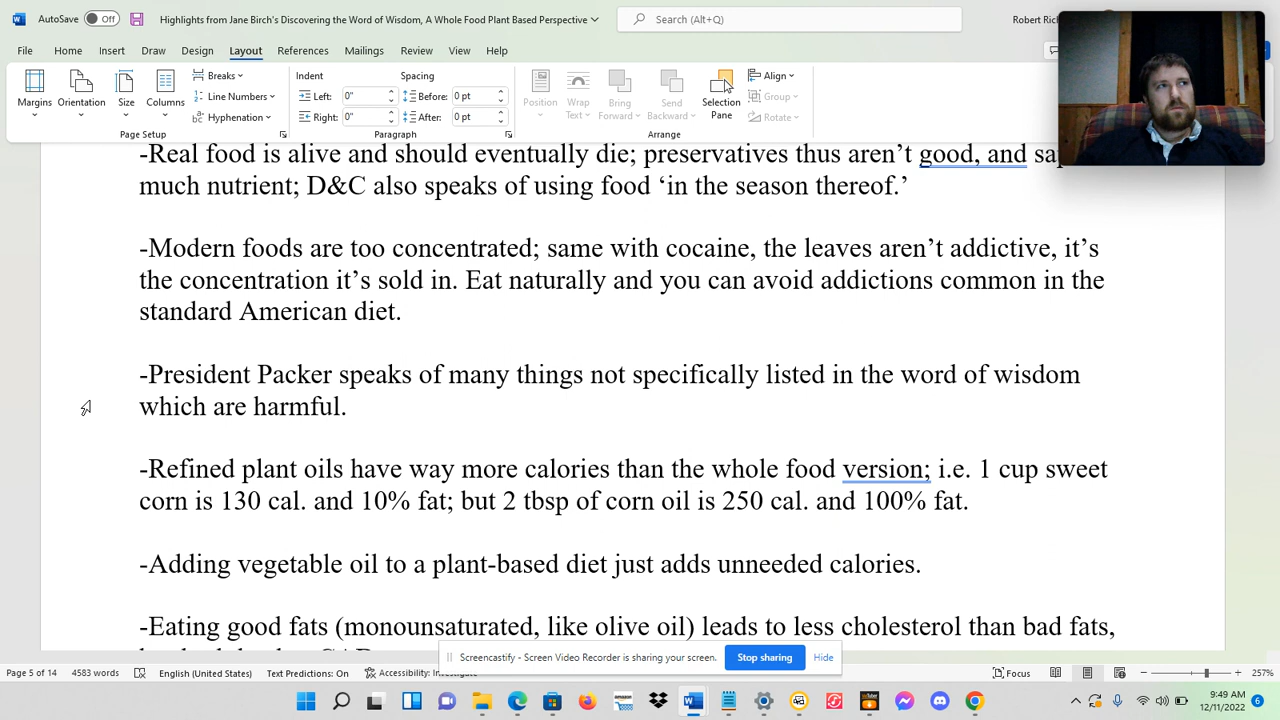 AutoSave Off Highlights from Jane Birch's Discovering the Word of Wisdom, A Whole Food Plant Based Perspective Search (Alt+Q) Robert Ric
File Home Insert Draw Design Layout References Mailings Review View Help
Margins Orientation Size Columns Breaks Line Numbers Hyphenation
Page Setup
Indent Spacing
Left: 0" Before: 0 pt
Right: 0" After: 0 pt
Paragraph
Position Wrap Text Bring Forward Send Backward Selection Pane Align Group Rotate
Arrange
-Real food is alive and should eventually die; preservatives thus aren't good, and
much nutrient; D&C also speaks of using food 'in the season thereof.'
-Modern foods are too concentrated; same with cocaine, the leaves aren't addictive, it's
the concentration it's sold in. Eat naturally and you can avoid addictions common in the
standard American diet.
-President Packer speaks of many things not specifically listed in the word of wisdom
which are harmful.
-Refined plant oils have way more calories than the whole food version; i.e. 1 cup sweet
corn is 130 cal. and 10% fat; but 2 tbsp of corn oil is 250 cal. and 100% fat.
-Adding vegetable oil to a plant-based diet just adds unneeded calories.
-Eating good fats (monounsaturated, like olive oil) leads to less cholesterol than bad fats,
Screencastify - Screen Video Recorder is sharing your screen. Stop sharing Hide
Page 5 of 14 4583 words English (United States) Text Predictions: On Accessibility: Investigate Focus 257%
9:49 AM
12/11/2022 6